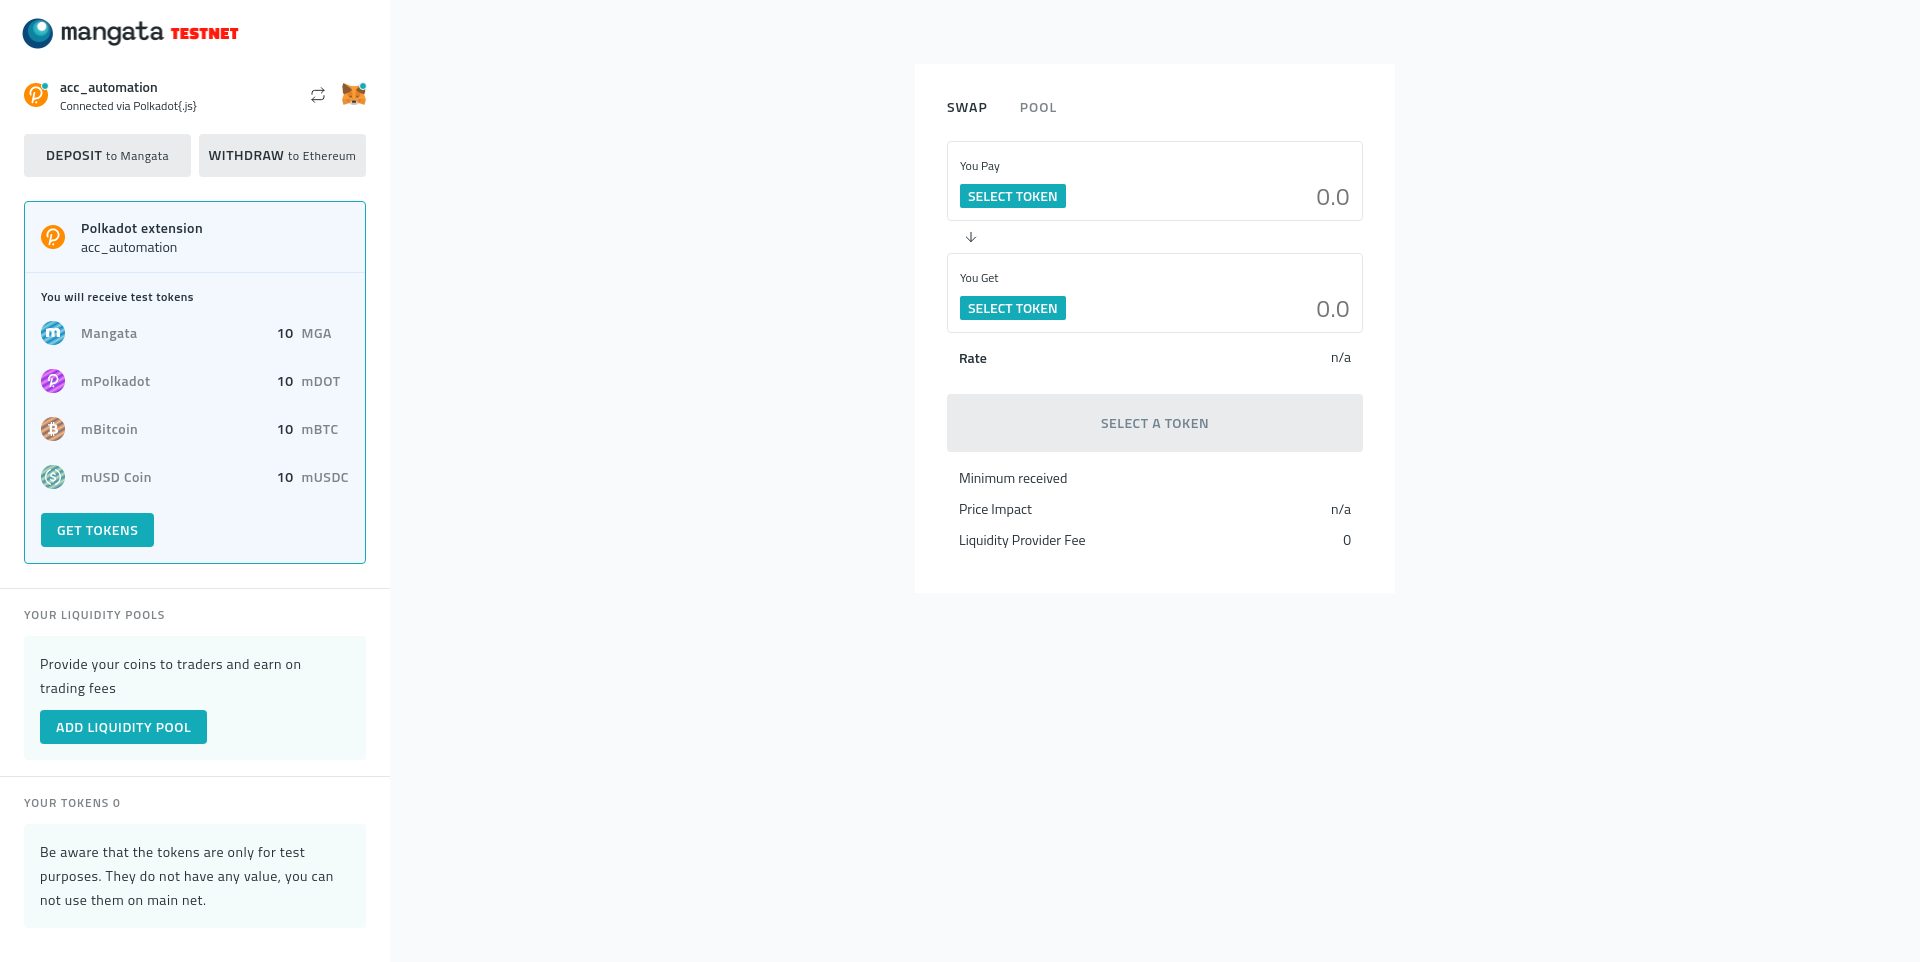 mangata TESTNET
acc_automation
Connected via Polkadot{.js}
DEPOSIT to Mangata
WITHDRAW to Ethereum
Polkadot extension
acc_automation
You will receive test tokens
Mangata 10 MGA
mPolkadot 10 mDOT
mBitcoin 10 mBTC
mUSD Coin 10 mUSDC
GET TOKENS
YOUR LIQUIDITY POOLS
Provide your coins to traders and earn on
trading fees
ADD LIQUIDITY POOL
YOUR TOKENS 0
Be aware that the tokens are only for test
purposes. They do not have any value, you can
not use them on main net.
SWAP POOL
You Pay
SELECT TOKEN 0.0
You Get
SELECT TOKEN 0.0
Rate n/a
SELECT A TOKEN
Minimum received
Price Impact n/a
Liquidity Provider Fee 0